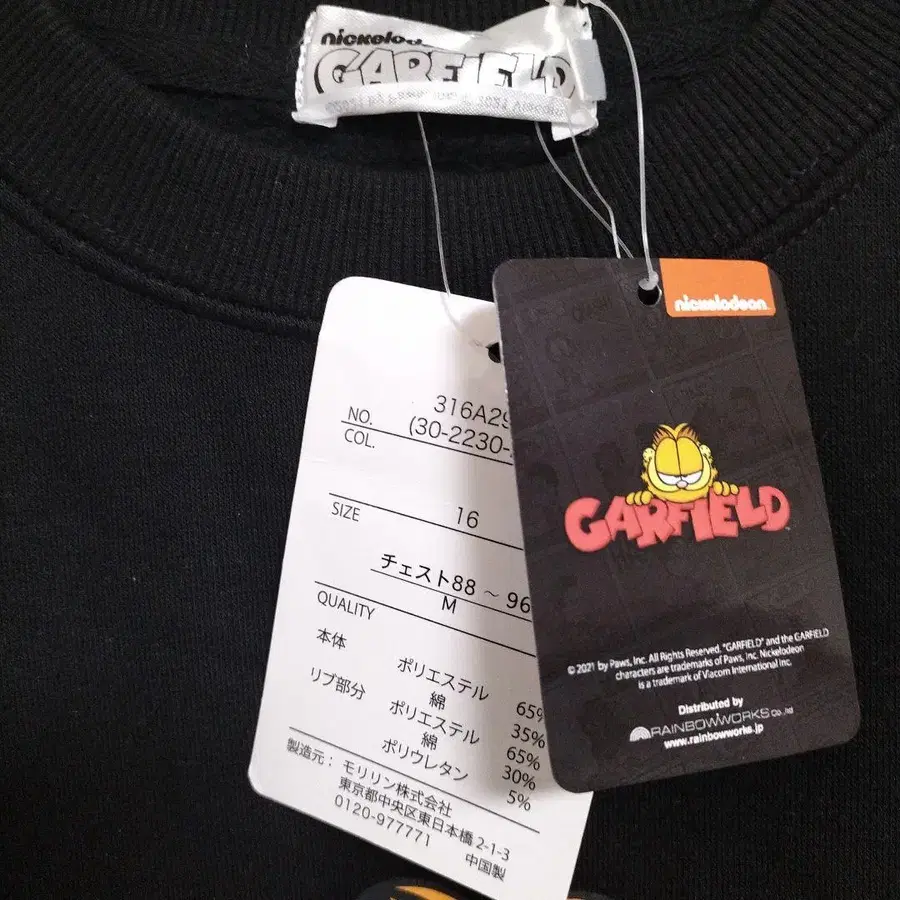 nickelodeon
GARFIELD
NO.
316A29
(30-2230-
COL.
16
SIZE
チェスト88 ～ 96
M
QUALITY
本体
ポリエステル 65%
綿 35%
リブ部分
ポリエステル 65%
綿 30%
ポリウレタン 5%
製造元： モリリン株式会社
東京都中央区東日本橋2-1-3
0120-977771
中国製
nickelodeon
GARFIELD
© 2021 by Paws, Inc. All Rights Reserved. "GARFIELD" and the GARFIELD
characters are trademarks of Paws, Inc. Nickelodeon
is a trademark of Viacom International Inc.
Distributed by
RAINBOWWORKS CO.,ltd
www.rainbowworks.jp